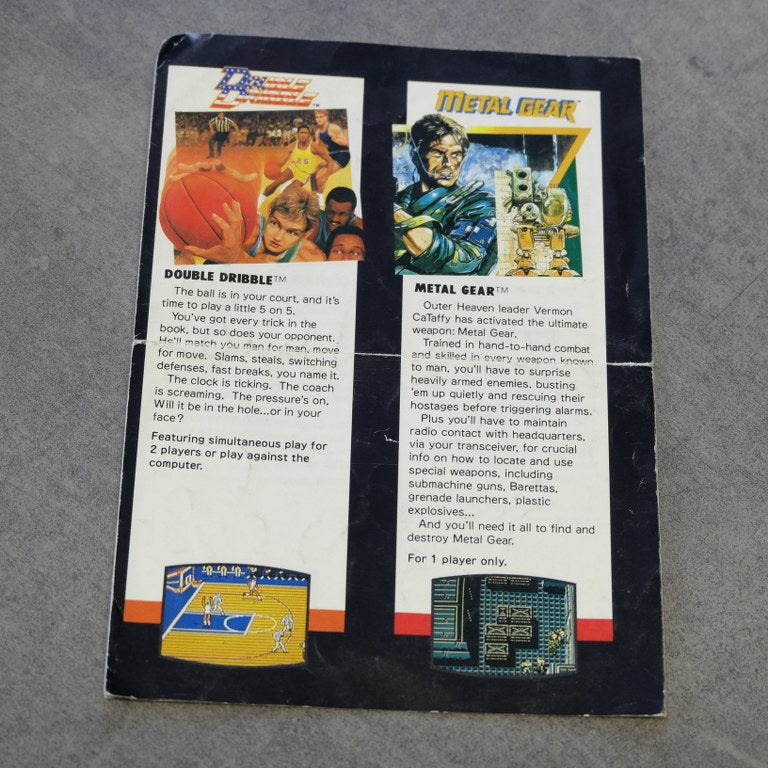 DOUBLE DRIBBLE™
DOUBLE DRIBBLE™
The ball is in your court, and it's
time to play a little 5 on 5.
You've got every trick in the
book, but so does your opponent.
He'll match you man for man, move
for move. Slams, steals, switching
defenses, fast breaks, you name it.
The clock is ticking. The coach
is screaming. The pressure's on.
Will it be in the hole...or in your
face?
Featuring simultaneous play for
2 players or play against the
computer.
METAL GEAR™
METAL GEAR™
Outer Heaven leader Vermon
CaTaffy has activated the ultimate
weapon: Metal Gear.
Trained in hand-to-hand combat
and skilled in every weapon known
to man, you'll have to surprise
heavily armed enemies, busting
'em up quietly and rescuing their
hostages before triggering alarms.
Plus you'll have to maintain
radio contact with headquarters,
via your transceiver, for crucial
info on how to locate and use
special weapons, including
submachine guns, Barettas,
grenade launchers, plastic
explosives...
And you'll need it all to find and
destroy Metal Gear.
For 1 player only.